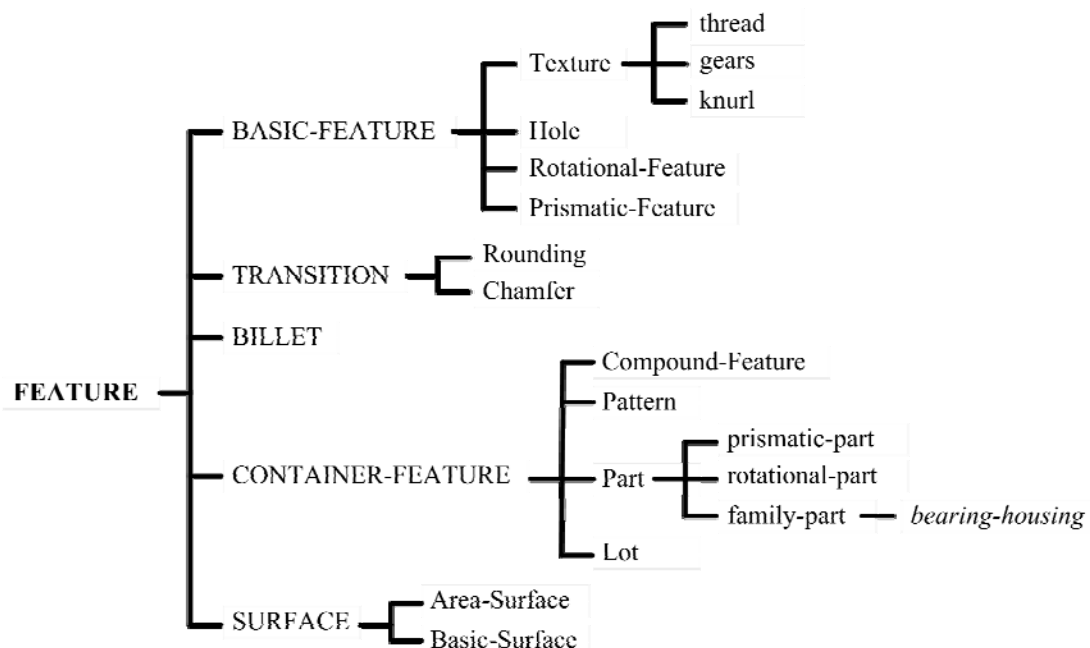 thread
Texture
gears
knurl
BASIC-FEATURE
Hole
Rotational-Feature
Prismatic-Feature
Rounding
TRANSITION
Chamfer
BILLET
Compound-Feature
FEATURE
Pattern
prismatic-part
CONTAINER-FEATURE
Part
rotational-part
family-part
bearing-housing
Lot
Area-Surface
SURFACE
Basic-Surface